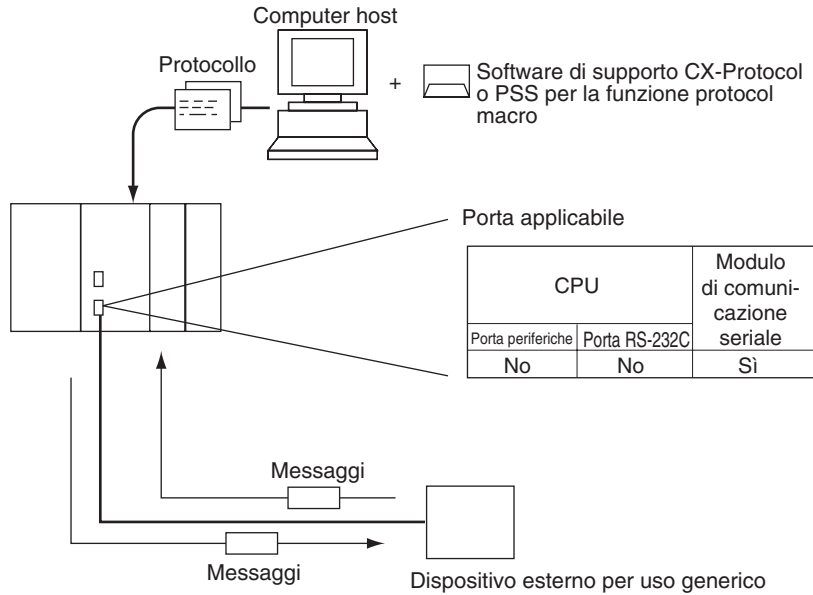 Computer host
Protocollo
+
Software di supporto CX-Protocol
o PSS per la funzione protocol
macro
Porta applicabile
CPU
Modulo
di comuni-
cazione
seriale
Porta periferiche
Porta RS-232C
No
No
Sì
Messaggi
Messaggi
Dispositivo esterno per uso generico